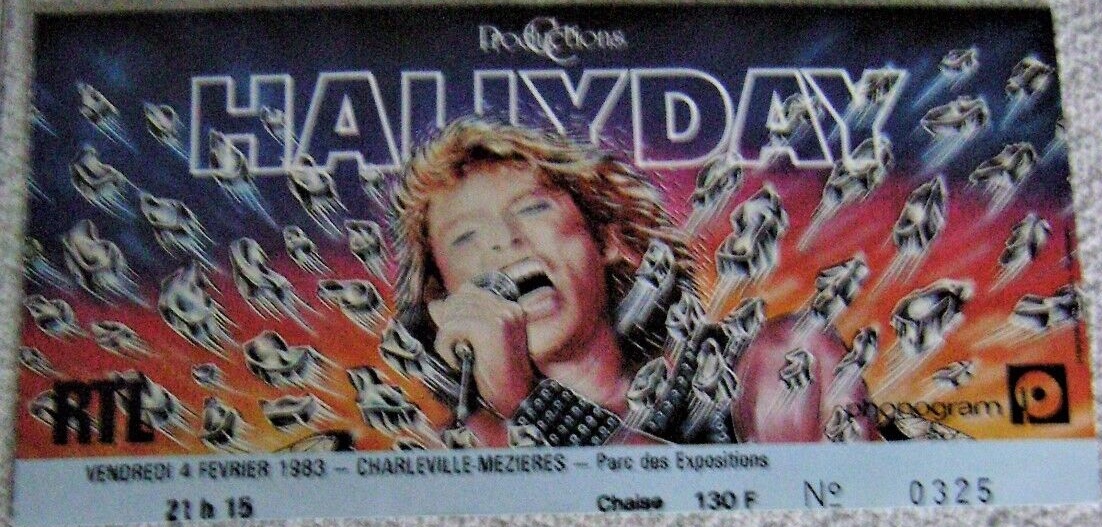 CC Productions
HALLYDAY
RTL
phonogram
VENDREDI 4 FEVRIER 1983 – CHARLEVILLE-MEZIERES – Parc des Expositions
21 h 15 Chaise 130 F Nº 0325